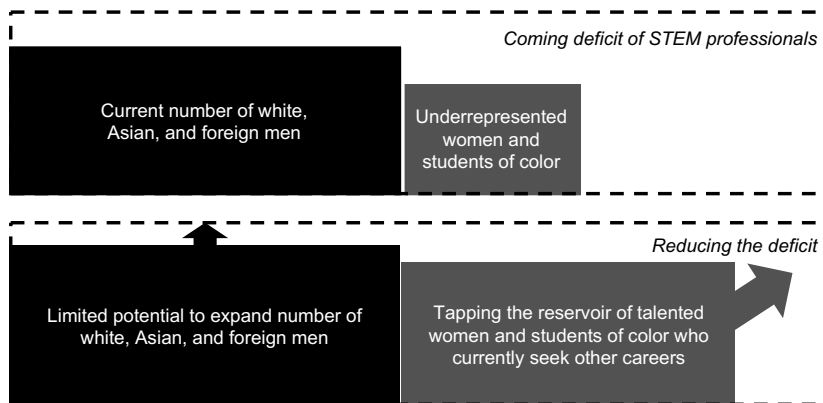 Coming deficit of STEM professionals
Current number of white,
Asian, and foreign men
Underrepresented
women and
students of color
Reducing the deficit
Limited potential to expand number of
white, Asian, and foreign men
Tapping the reservoir of talented
women and students of color who
currently seek other careers